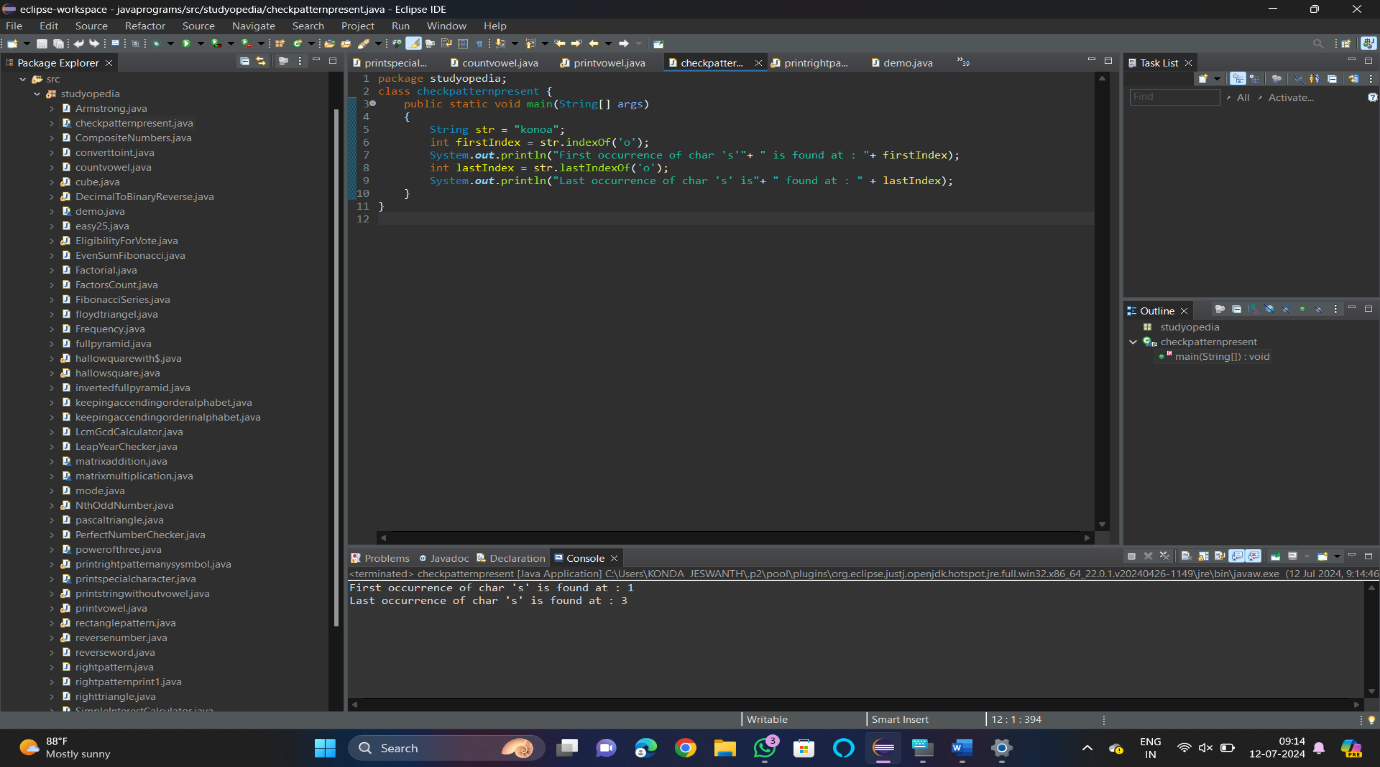 eclipse-workspace - javaprograms/src/studyopedia/checkpatternpresent.java - Eclipse IDE
File Edit Source Refactor Source Navigate Search Project Run Window Help
Package Explorer
src
studyopedia
Armstrong.java
checkpatternpresent.java
CompositeNumbers.java
converttoint.java
countvowel.java
cube.java
DecimalToBinaryReverse.java
demo.java
easy25.java
EligibilityForVote.java
EvenSumFibonacci.java
Factorial.java
FactorsCount.java
FibonacciSeries.java
floydtriangel.java
Frequency.java
fullpyramid.java
hallowquarewith$.java
hallowsquare.java
invertedfullpyramid.java
keepingaccendingorderalphabet.java
keepingaccendingorderinalphabet.java
LcmGcdCalculator.java
LeapYearChecker.java
matrixaddition.java
matrixmultiplication.java
mode.java
NthOddNumber.java
pascaltriangle.java
PerfectNumberChecker.java
powerofthree.java
printrightpatternanysysmbol.java
printspecialcharacter.java
printstringwithoutvowel.java
printvowel.java
rectanglepattern.java
reversenumber.java
reverseword.java
rightpattern.java
rightpatternprint1.java
righttriangle.java
SimpleInterestCalculator.java
printspecial... countvowel.java printvowel.java checkpatter... printrightpa... demo.java »39
1 package studyopedia;
2 class checkpatternpresent {
3 public static void main(String[] args)
4 {
5 String str = "konoa";
6 int firstIndex = str.indexOf('o');
7 System.out.println("First occurrence of char 's'"+ " is found at : "+ firstIndex);
8 int lastIndex = str.lastIndexOf('o');
9 System.out.println("Last occurrence of char 's' is"+ " found at : " + lastIndex);
10 }
11 }
12
Task List
Find All Activate...
Outline
studyopedia
checkpatternpresent
main(String[]) : void
Problems Javadoc Declaration Console
<terminated> checkpatternpresent [Java Application] C:\Users\KONDA JESWANTH\.p2\pool\plugins\org.eclipse.justj.openjdk.hotspot.jre.full.win32.x86_64_22.0.1.v20240426-1149\jre\bin\javaw.exe (12 Jul 2024, 9:14:46
First occurrence of char 's' is found at : 1
Last occurrence of char 's' is found at : 3
Writable Smart Insert 12 : 1 : 394
88°F
Mostly sunny
Search
3
ENG
IN
09:14
12-07-2024
PRE